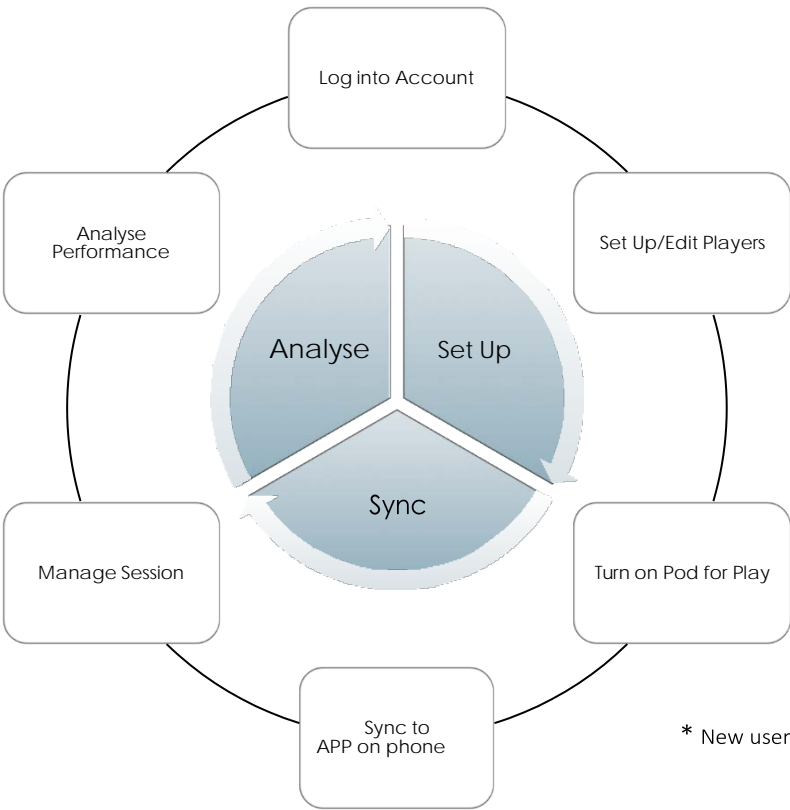 Log into Account
Set Up/Edit Players
Turn on Pod for Play
Sync to
APP on phone
Manage Session
Analyse
Performance
Analyse
Set Up
Sync
* New user